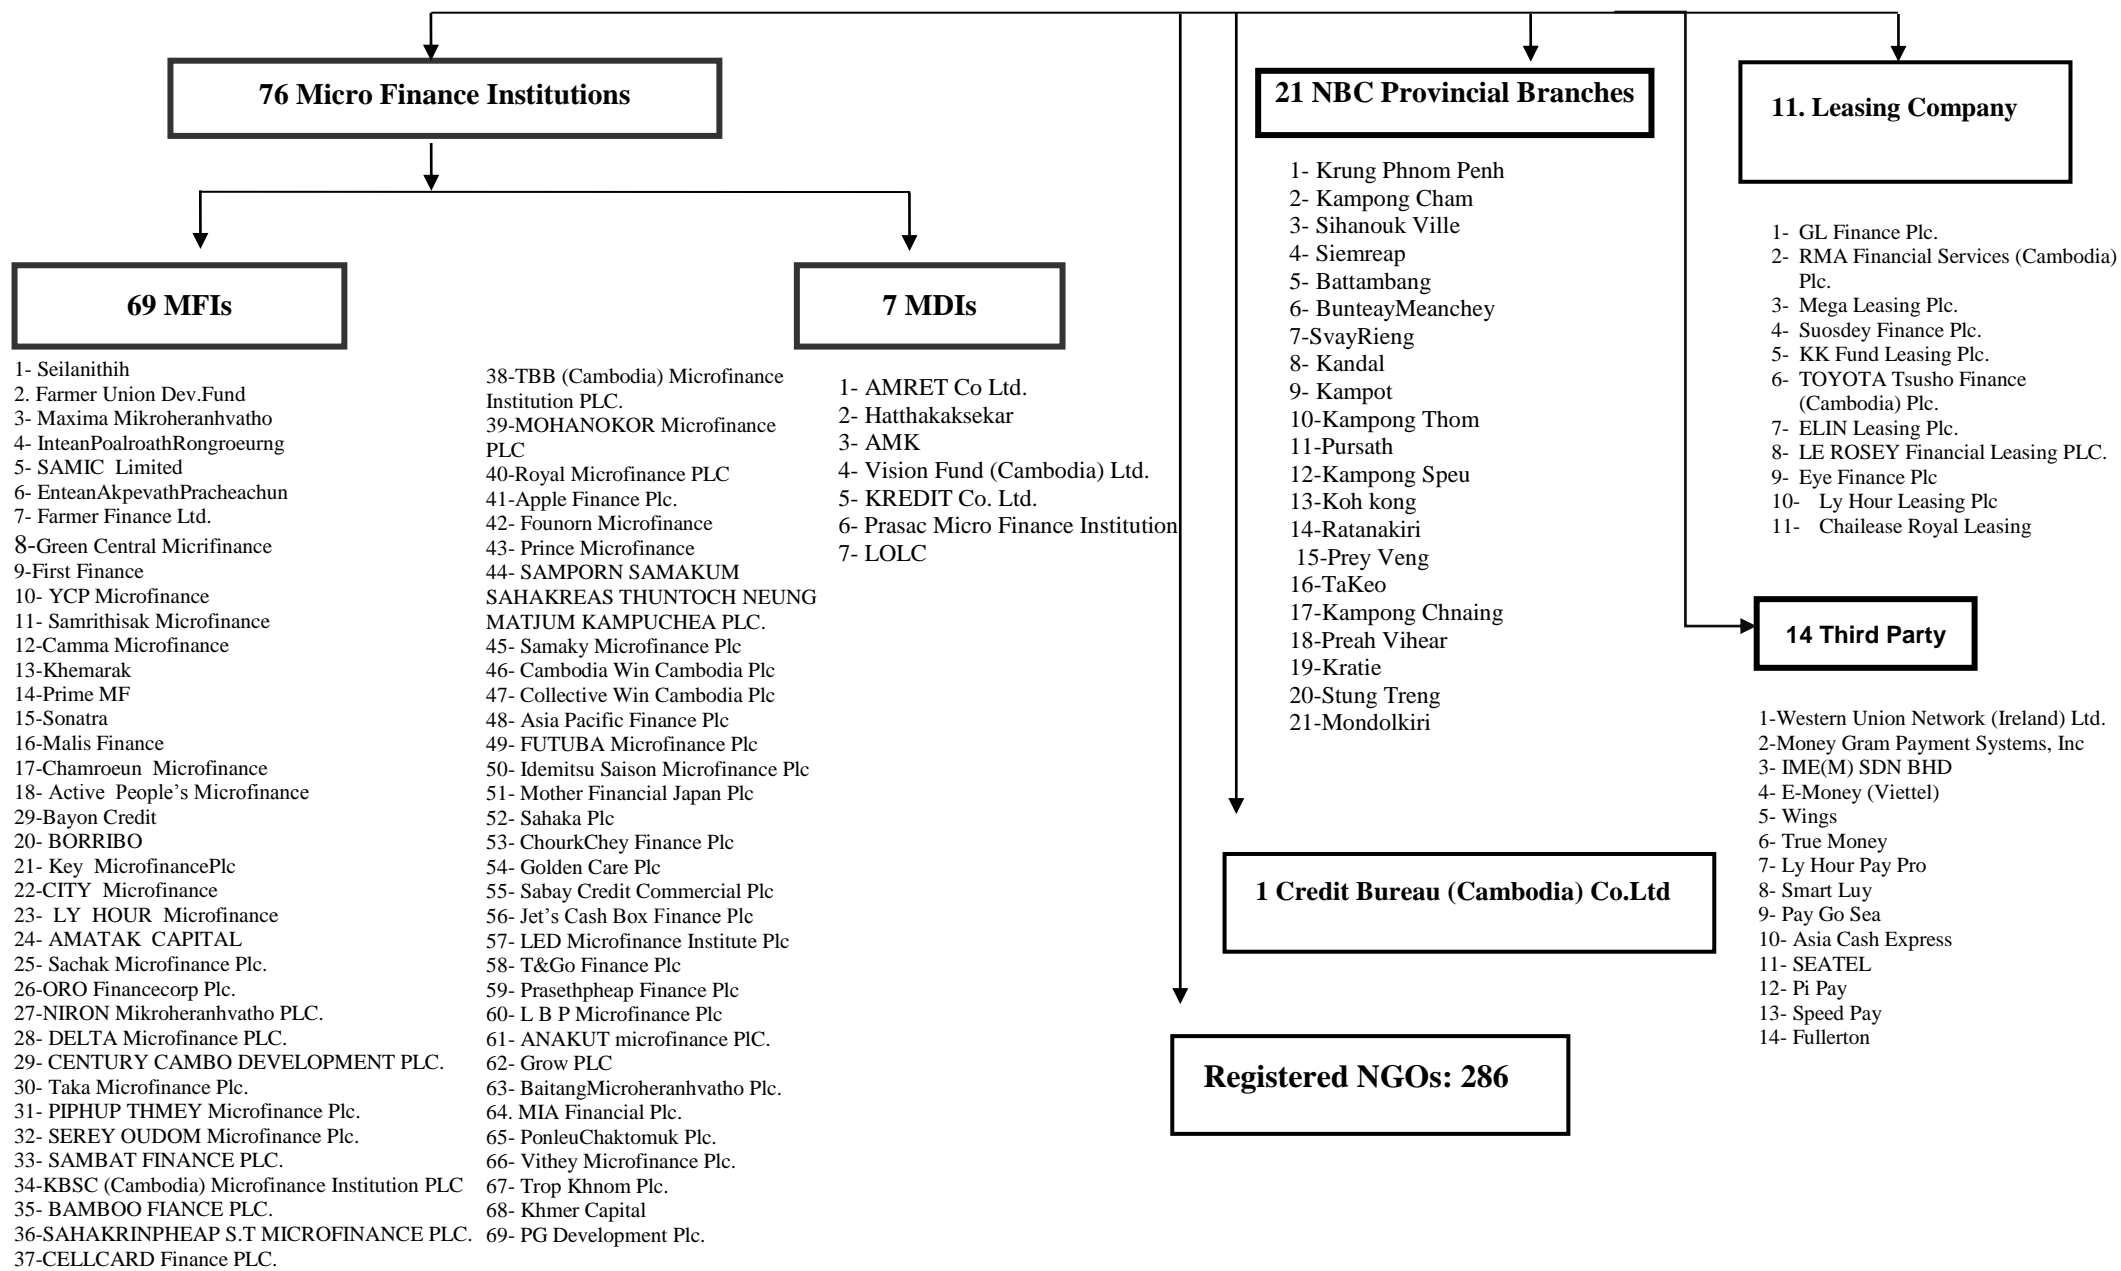 76 Micro Finance Institutions
69 MFIs
1- Seilanithih
2. Farmer Union Dev.Fund
3- Maxima Mikroheranhvatho
4- InteanPoalroathRongroeurng
5- SAMIC Limited
6- EnteanAkpevathPracheachun
7- Farmer Finance Ltd.
8-Green Central Micrifinance
9-First Finance
10- YCP Microfinance
11- Samrithisak Microfinance
12-Camma Microfinance
13-Khemarak
14-Prime MF
15-Sonatra
16-Malis Finance
17-Chamroeun Microfinance
18- Active People's Microfinance
29-Bayon Credit
20- BORRIBO
21- Key MicrofinancePlc
22-CITY Microfinance
23- LY HOUR Microfinance
24- AMATAK CAPITAL
25- Sachak Microfinance Plc.
26-ORO Financecorp Plc.
27-NIRON Mikroheranhvatho PLC.
28- DELTA Microfinance PLC.
29- CENTURY CAMBO DEVELOPMENT PLC.
30- Taka Microfinance Plc.
31- PIPHUP THMEY Microfinance Plc.
32- SEREY OUDOM Microfinance Plc.
33- SAMBAT FINANCE PLC.
34-KBSC (Cambodia) Microfinance Institution PLC
35- BAMBOO FIANCE PLC.
36-SAHAKRINPHEAP S.T MICROFINANCE PLC.
37-CELLCARD Finance PLC.
38-TBB (Cambodia) Microfinance
Institution PLC.
39-MOHANOKOR Microfinance
PLC
40-Royal Microfinance PLC
41-Apple Finance Plc.
42- Founorn Microfinance
43- Prince Microfinance
44- SAMPORN SAMAKUM
SAHAKREAS THUNTOCH NEUNG
MATJUM KAMPUCHEA PLC.
45- Samaky Microfinance Plc
46- Cambodia Win Cambodia Plc
47- Collective Win Cambodia Plc
48- Asia Pacific Finance Plc
49- FUTUBA Microfinance Plc
50- Idemitsu Saison Microfinance Plc
51- Mother Financial Japan Plc
52- Sahaka Plc
53- ChourkChey Finance Plc
54- Golden Care Plc
55- Sabay Credit Commercial Plc
56- Jet's Cash Box Finance Plc
57- LED Microfinance Institute Plc
58- T&Go Finance Plc
59- Prasethpheap Finance Plc
60- L B P Microfinance Plc
61- ANAKUT microfinance PlC.
62- Grow PLC
63- BaitangMicroheranhvatho Plc.
64. MIA Financial Plc.
65- PonleuChaktomuk Plc.
66- Vithey Microfinance Plc.
67- Trop Khnom Plc.
68- Khmer Capital
69- PG Development Plc.
7 MDIs
1- AMRET Co Ltd.
2- Hatthakaksekar
3- AMK
4- Vision Fund (Cambodia) Ltd.
5- KREDIT Co. Ltd.
6- Prasac Micro Finance Institution
7- LOLC
21 NBC Provincial Branches
1- Krung Phnom Penh
2- Kampong Cham
3- Sihanouk Ville
4- Siemreap
5- Battambang
6- BunteayMeanchey
7-SvayRieng
8- Kandal
9- Kampot
10-Kampong Thom
11-Pursath
12-Kampong Speu
13-Koh kong
14-Ratanakiri
15-Prey Veng
16-TaKeo
17-Kampong Chnaing
18-Preah Vihear
19-Kratie
20-Stung Treng
21-Mondolkiri
1 Credit Bureau (Cambodia) Co.Ltd
Registered NGOs: 286
11. Leasing Company
1- GL Finance Plc.
2- RMA Financial Services (Cambodia)
Plc.
3- Mega Leasing Plc.
4- Suosdey Finance Plc.
5- KK Fund Leasing Plc.
6- TOYOTA Tsusho Finance
(Cambodia) Plc.
7- ELIN Leasing Plc.
8- LE ROSEY Financial Leasing PLC.
9- Eye Finance Plc
10- Ly Hour Leasing Plc
11- Chailease Royal Leasing
14 Third Party
1-Western Union Network (Ireland) Ltd.
2-Money Gram Payment Systems, Inc
3- IME(M) SDN BHD
4- E-Money (Viettel)
5- Wings
6- True Money
7- Ly Hour Pay Pro
8- Smart Luy
9- Pay Go Sea
10- Asia Cash Express
11- SEATEL
12- Pi Pay
13- Speed Pay
14- Fullerton